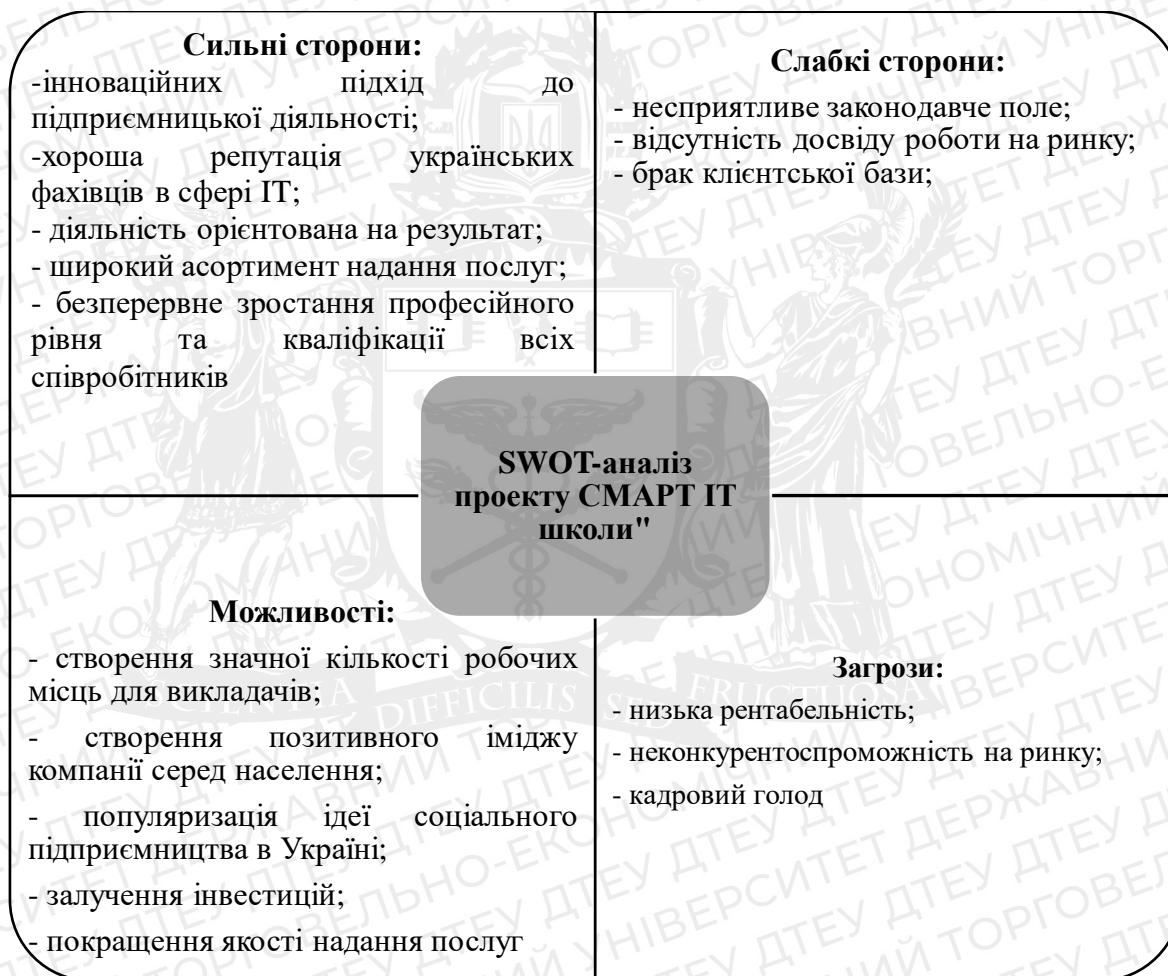 Сильні сторони:
-інноваційних підхід до
підприємницької діяльності;
-хороша репутація українських
фахівців в сфері ІТ;
- діяльність орієнтована на результат;
- широкий асортимент надання послуг;
- безперервне зростання професійного
рівня та кваліфікації всіх
співробітників
Слабкі сторони:
- несприятливе законодавче поле;
- відсутність досвіду роботи на ринку;
- брак клієнтської бази;
SWOT-аналіз
проекту СМАРТ ІТ
школи"
Можливості:
- створення значної кількості робочих
місць для викладачів;
- створення позитивного іміджу
компанії серед населення;
- популяризація ідеї соціального
підприємництва в Україні;
- залучення інвестицій;
- покращення якості надання послуг
Загрози:
- низька рентабельність;
- неконкурентоспроможність на ринку;
- кадровий голод